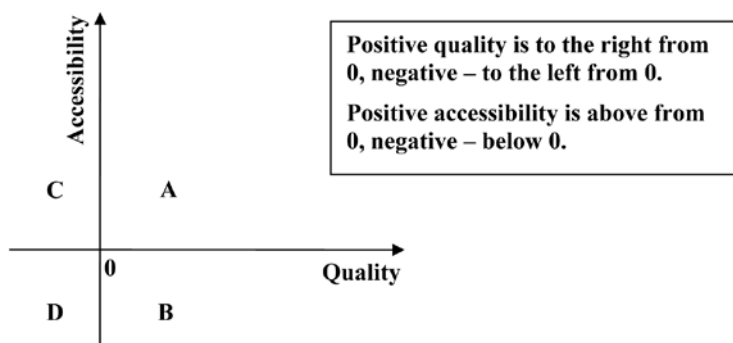 Accessibility
Positive quality is to the right from
0, negative – to the left from 0.
Positive accessibility is above from
0, negative – below 0.
C A
0
Quality
D B